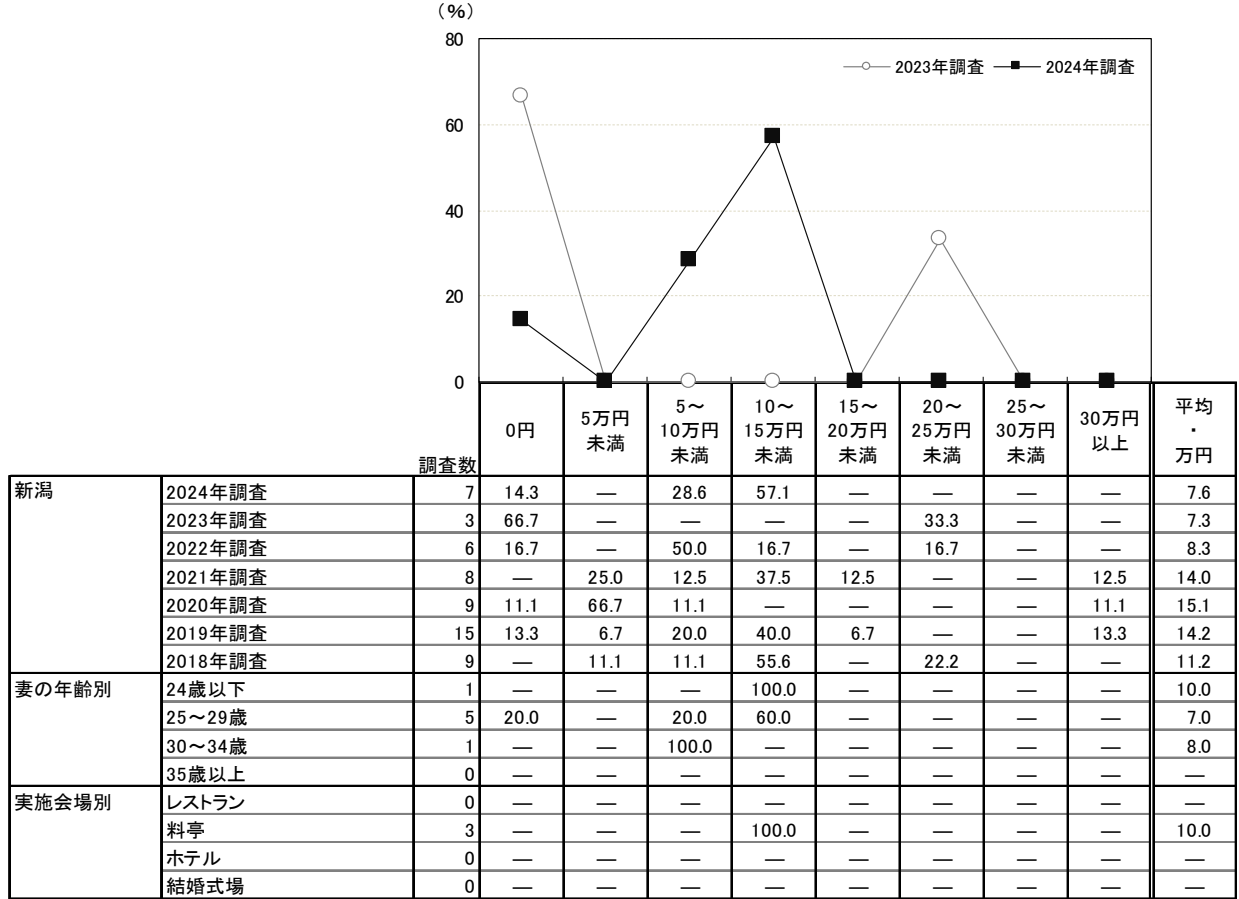 （%）
80
60
40
20
0
2023年調査 2024年調査
調査数 0円 5万円未満 5～10万円未満 10～15万円未満 15～20万円未満 20～25万円未満 25～30万円未満 30万円以上 平均・万円
新潟 2024年調査 7 14.3 — 28.6 57.1 — — — — 7.6
2023年調査 3 66.7 — — — — 33.3 — — 7.3
2022年調査 6 16.7 — 50.0 16.7 — 16.7 — — 8.3
2021年調査 8 — 25.0 12.5 37.5 12.5 — — 12.5 14.0
2020年調査 9 11.1 66.7 11.1 — — — — 11.1 15.1
2019年調査 15 13.3 6.7 20.0 40.0 6.7 — — 13.3 14.2
2018年調査 9 — 11.1 11.1 55.6 — 22.2 — — 11.2
妻の年齢別 24歳以下 1 — — — 100.0 — — — — 10.0
25～29歳 5 20.0 — 20.0 60.0 — — — — 7.0
30～34歳 1 — — 100.0 — — — — — 8.0
35歳以上 0 — — — — — — — — —
実施会場別 レストラン 0 — — — — — — — — —
料亭 3 — — — 100.0 — — — — 10.0
ホテル 0 — — — — — — — — —
結婚式場 0 — — — — — — — — —